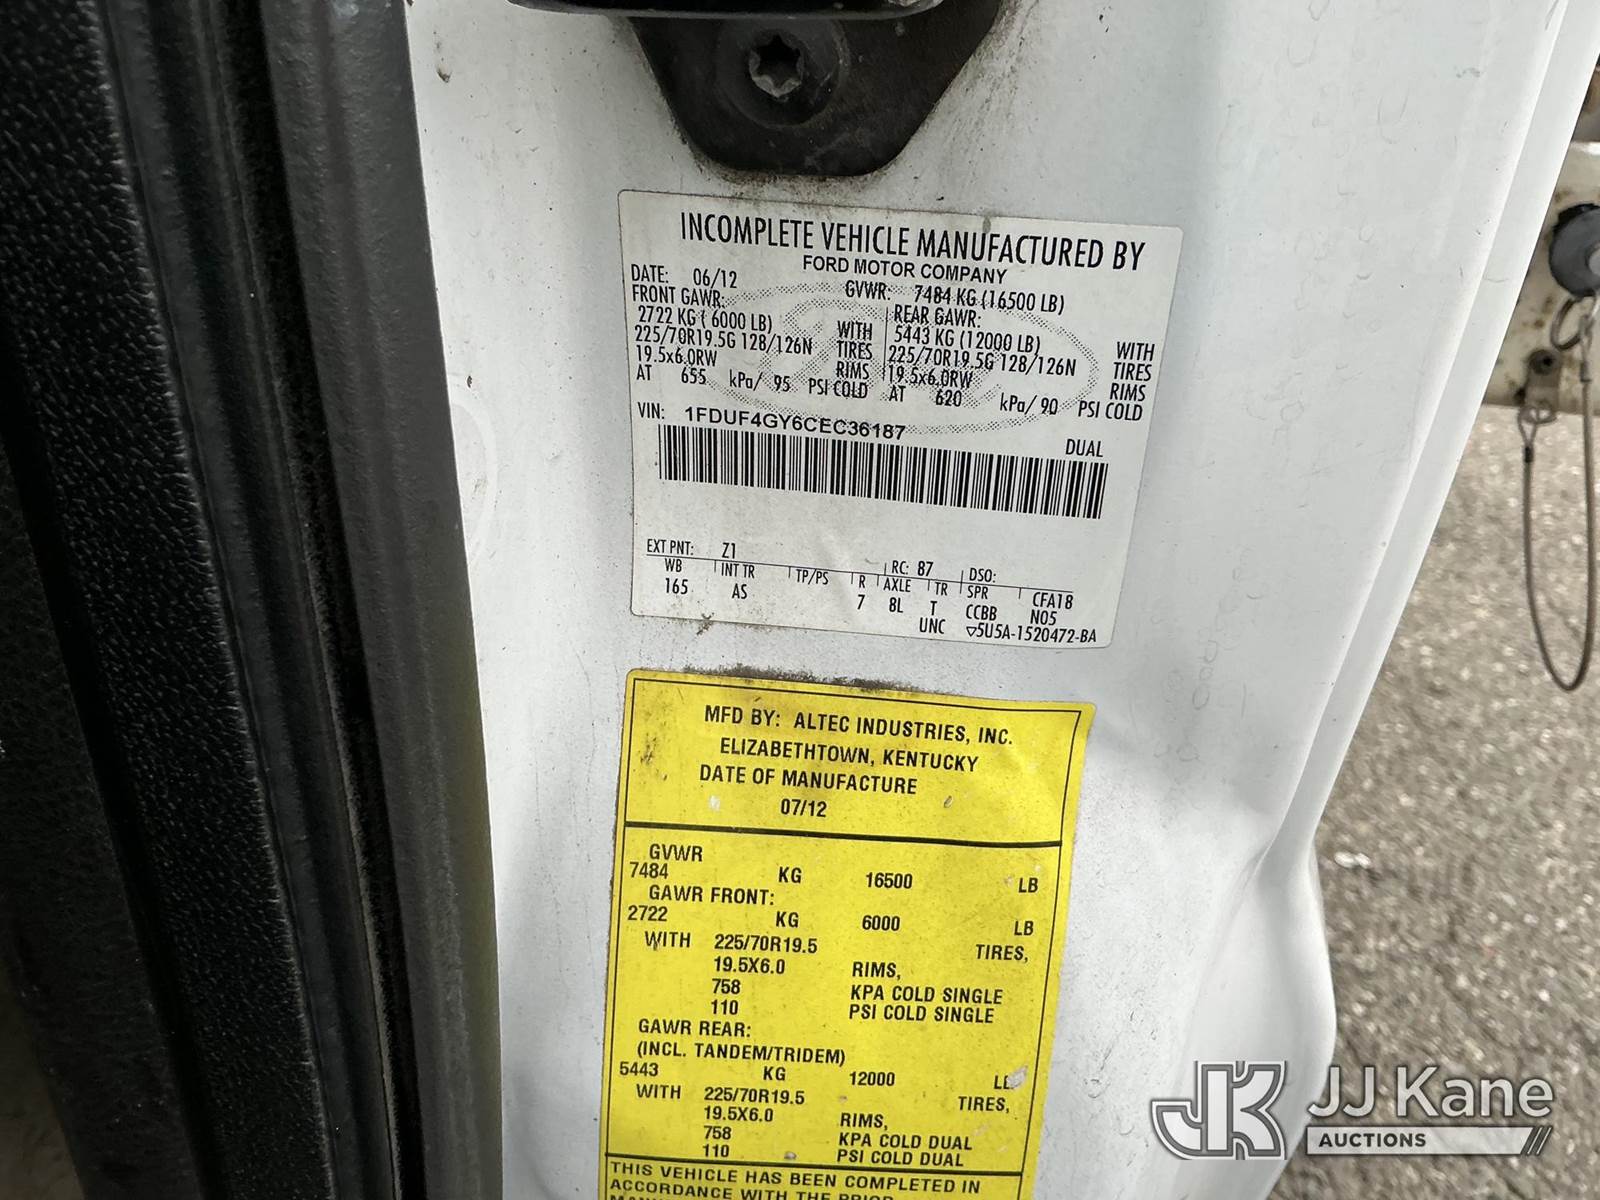 INCOMPLETE VEHICLE MANUFACTURED BY
FORD MOTOR COMPANY
DATE: 06/12 GVWR: 7484 KG (16500 LB)
FRONT GAWR: REAR GAWR:
2722 KG ( 6000 LB) WITH 5443 KG (12000 LB) WITH
225/70R19.5G 128/126N TIRES 225/70R19.5G 128/126N TIRES
19.5x6.0RW RIMS 19.5x6.0RW RIMS
AT 655 kPa/ 95 PSI COLD AT 620 kPa/ 90 PSI COLD
VIN: 1FDUF4GY6CEC36187 DUAL
EXT PNT: Z1 RC: 87 DSO:
WB INT TR TP/PS R AXLE TR SPR CFA18
165 AS 7 8L T CCBB N05
UNC ▽5U5A-1520472-BA
MFD BY: ALTEC INDUSTRIES, INC.
ELIZABETHTOWN, KENTUCKY
DATE OF MANUFACTURE
07/12
GVWR
7484 KG 16500 LB
GAWR FRONT:
2722 KG 6000 LB
WITH 225/70R19.5 TIRES,
19.5X6.0 RIMS,
758 KPA COLD SINGLE
110 PSI COLD SINGLE
GAWR REAR:
(INCL. TANDEM/TRIDEM)
5443 KG 12000 LB
WITH 225/70R19.5 TIRES,
19.5X6.0 RIMS,
758 KPA COLD DUAL
110 PSI COLD DUAL
THIS VEHICLE HAS BEEN COMPLETED IN
ACCORDANCE WITH THE PRIOR
JK JJ Kane
AUCTIONS